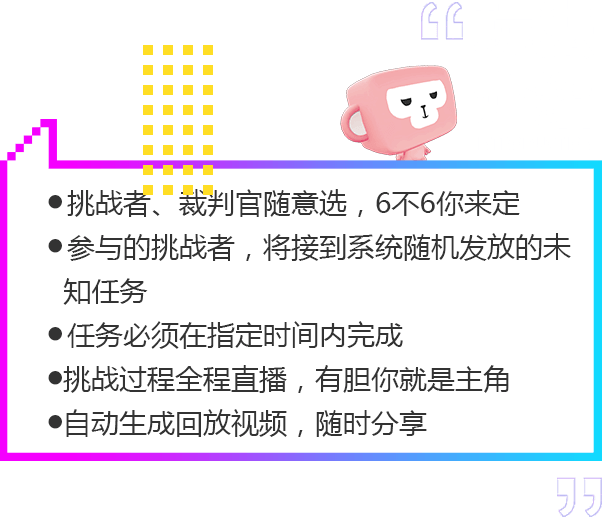 ●挑战者、裁判官随意选，6不6你来定
●参与的挑战者，将接到系统随机发放的未
知任务
●任务必须在指定时间内完成
●挑战过程全程直播，有胆你就是主角
●自动生成回放视频，随时分享